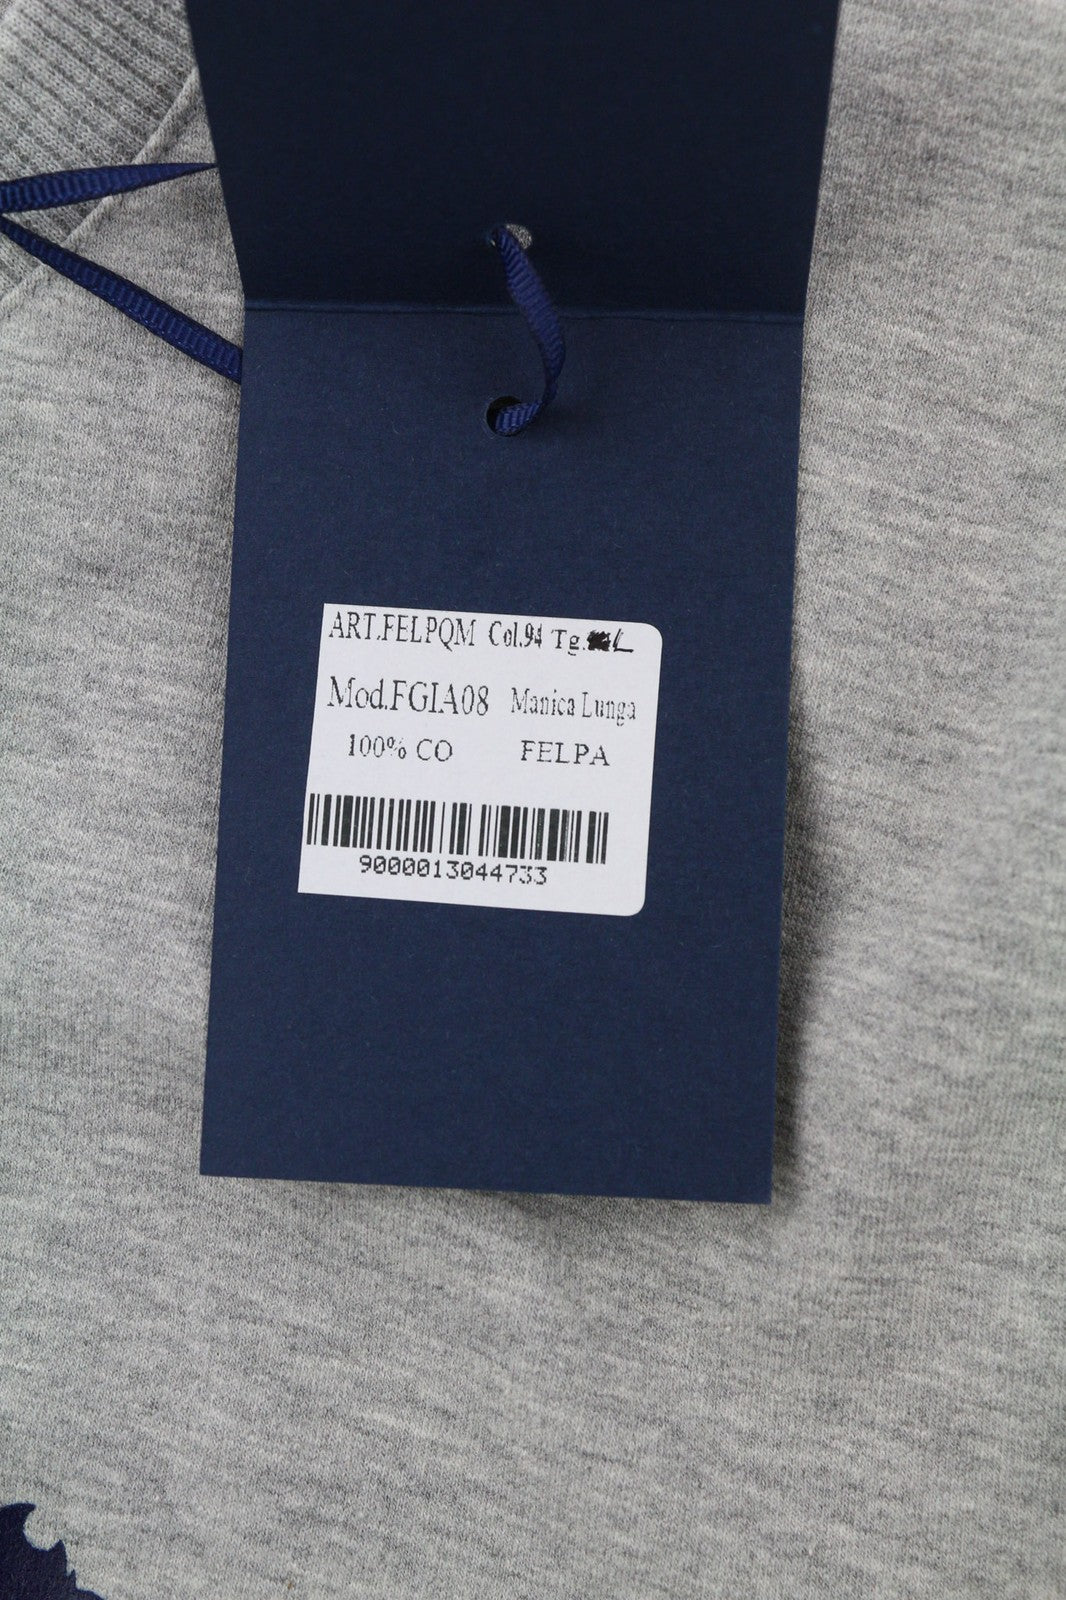 ART.FELPQM Col.94 Tg. L
Mod.FGIA08 Manica Lunga
100% CO FELPA
9000013044733